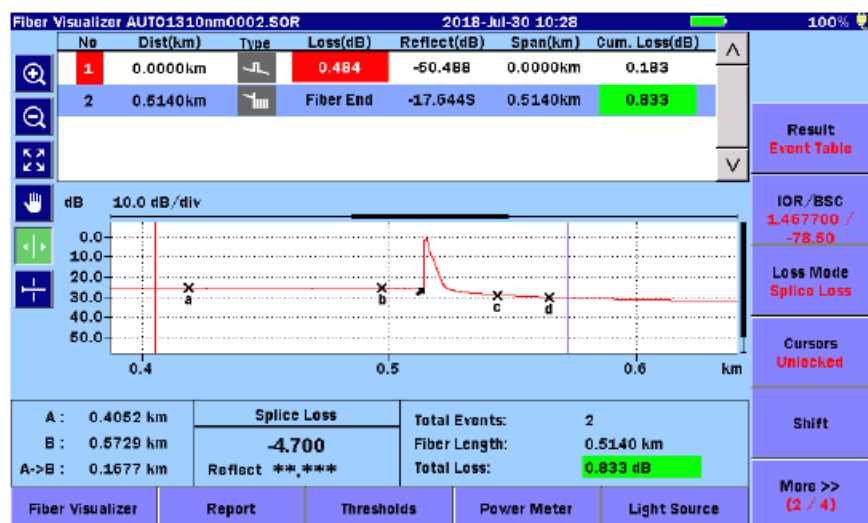 Fiber Visualizer AUTO1310nm0002.SOR 2018-Jul-30 10:28 100%
No Dist(km) Type Loss(dB) Reflect(dB) Span(km) Cum. Loss(dB)
1 0.0000km 0.484 -50.488 0.0000km 0.183
2 0.5140km Fiber End -17.644S 0.5140km 0.833
Result
Event Table
dB 10.0 dB/div
IOR/BSC
1.467700 /
-78.50
0.0
10.0
20.0
30.0
40.0
50.0
a b c d
0.4 0.5 0.6 km
Loss Mode
Splice Loss
Cursors
Unlocked
A: 0.4052 km
B: 0.5729 km
A->B: 0.1677 km
Splice Loss
-4.700
Reflect **.***
Total Events: 2
Fiber Length: 0.5140 km
Total Loss: 0.833 dB
Shift
More >>
(2 / 4)
Fiber Visualizer Report Thresholds Power Meter Light Source